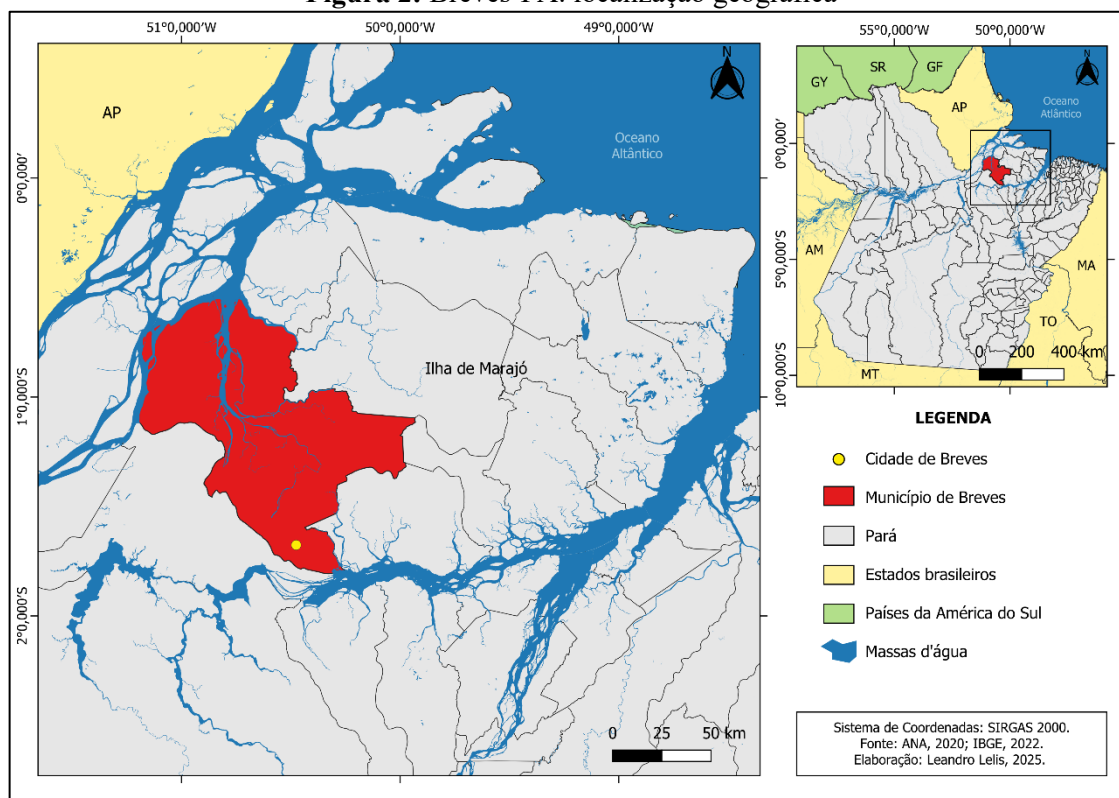 Figura 2: Breves-PA: localização geográfica
51°0,000'W
50°0,000'W
49°0,000'W
0°0,000'
1°0,000'S
2°0,000'S
AP
N
Oceano
Altântico
Ilha de Marajó
0 25 50 km
55°0,000'W 50°0,000'W
0°0,000'
5°0,000'S
10°0,000'S
GY
SR
GF
AP
N
Oceano
Atlântico
AM
MA
TO
MT
0 200 400 km
LEGENDA
Cidade de Breves
Município de Breves
Pará
Estados brasileiros
Países da América do Sul
Massas d'água
Sistema de Coordenadas: SIRGAS 2000.
Fonte: ANA, 2020; IBGE, 2022.
Elaboração: Leandro Lelis, 2025.